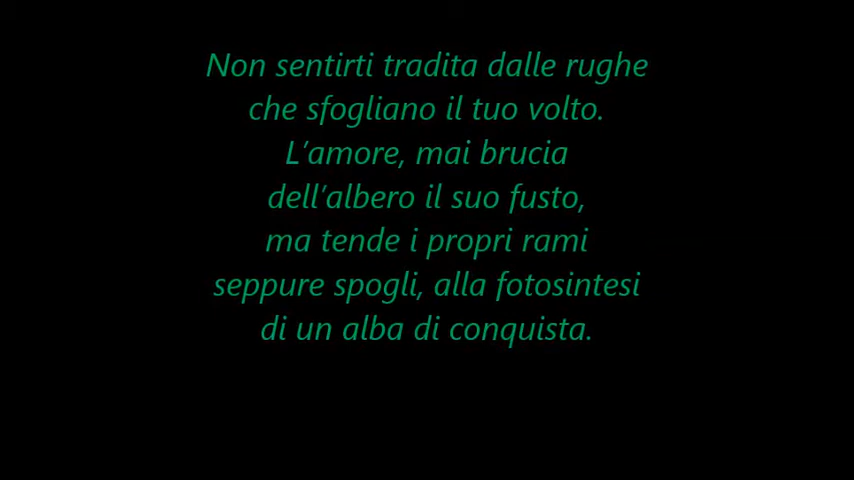 Non sentirti tradita dalle rughe
che sfogliano il tuo volto.
L'amore, mai brucia
dell'albero il suo fusto,
ma tende i propri rami
seppure spogli, alla fotosintesi
di un alba di conquista.